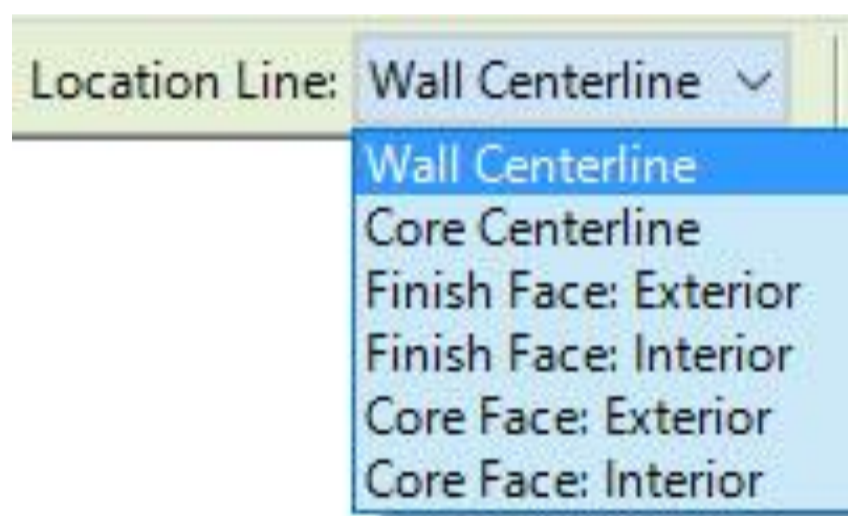 Location Line: Wall Centerline
Wall Centerline
Core Centerline
Finish Face: Exterior
Finish Face: Interior
Core Face: Exterior
Core Face: Interior